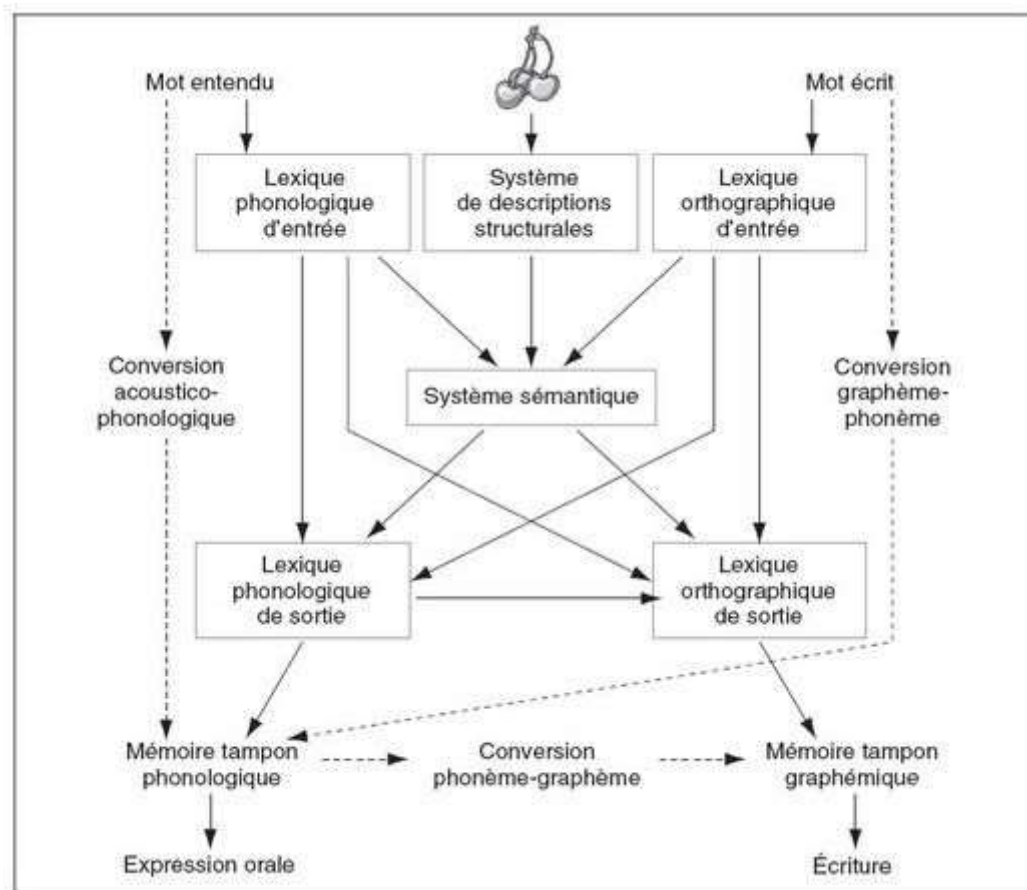 Mot entendu
Mot écrit
Lexique
phonologique
d'entrée
Système
de descriptions
structurales
Lexique
orthographique
d'entrée
Conversion
acoustico-
phonologique
Système sémantique
Conversion
graphème-
phonème
Lexique
phonologique
de sortie
Lexique
orthographique
de sortie
Mémoire tampon
phonologique
Conversion
phonème-graphème
Mémoire tampon
graphémique
Expression orale
Écriture